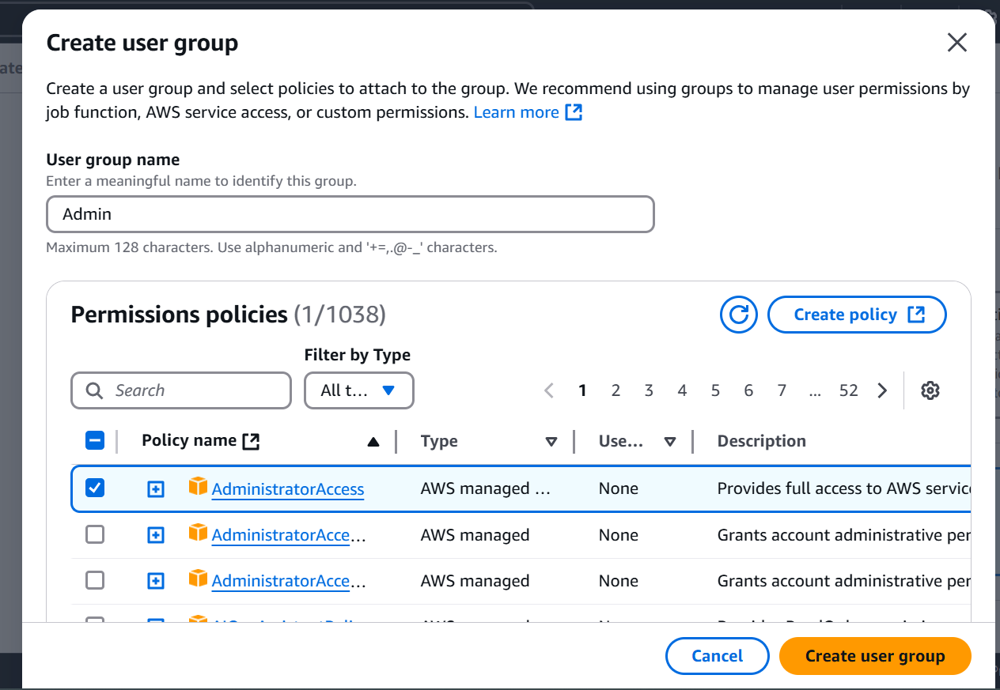 Create user group
Create a user group and select policies to attach to the group. We recommend using groups to manage user permissions by
job function, AWS service access, or custom permissions. Learn more
User group name
Enter a meaningful name to identify this group.
Admin
Maximum 128 characters. Use alphanumeric and '+=,.@-_' characters.
Permissions policies (1/1038)
Create policy
Filter by Type
Search
All t...
1 2 3 4 5 6 7 ... 52
Policy name Type Use... Description
AdministratorAccess AWS managed ... None Provides full access to AWS servic
AdministratorAcce... AWS managed None Grants account administrative per
AdministratorAcce... AWS managed None Grants account administrative per
Cancel
Create user group